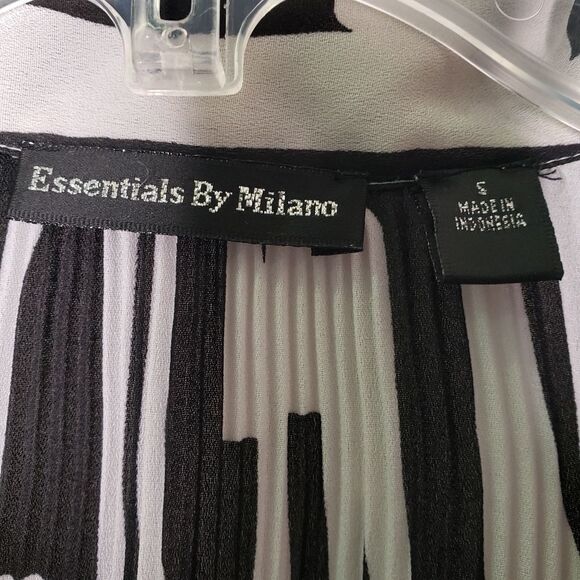 Essentials By Milano
S
MADE IN
INDONESIA